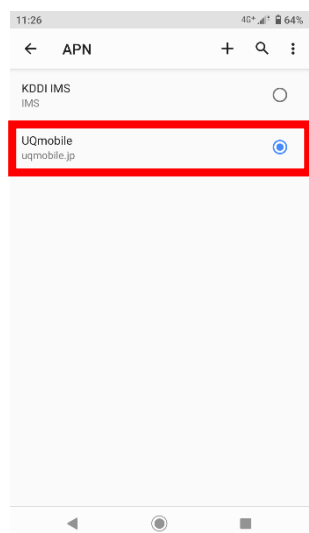 11:26 4G+ 64%
APN
KDDI IMS
IMS
UQmobile
uqmobile.jp